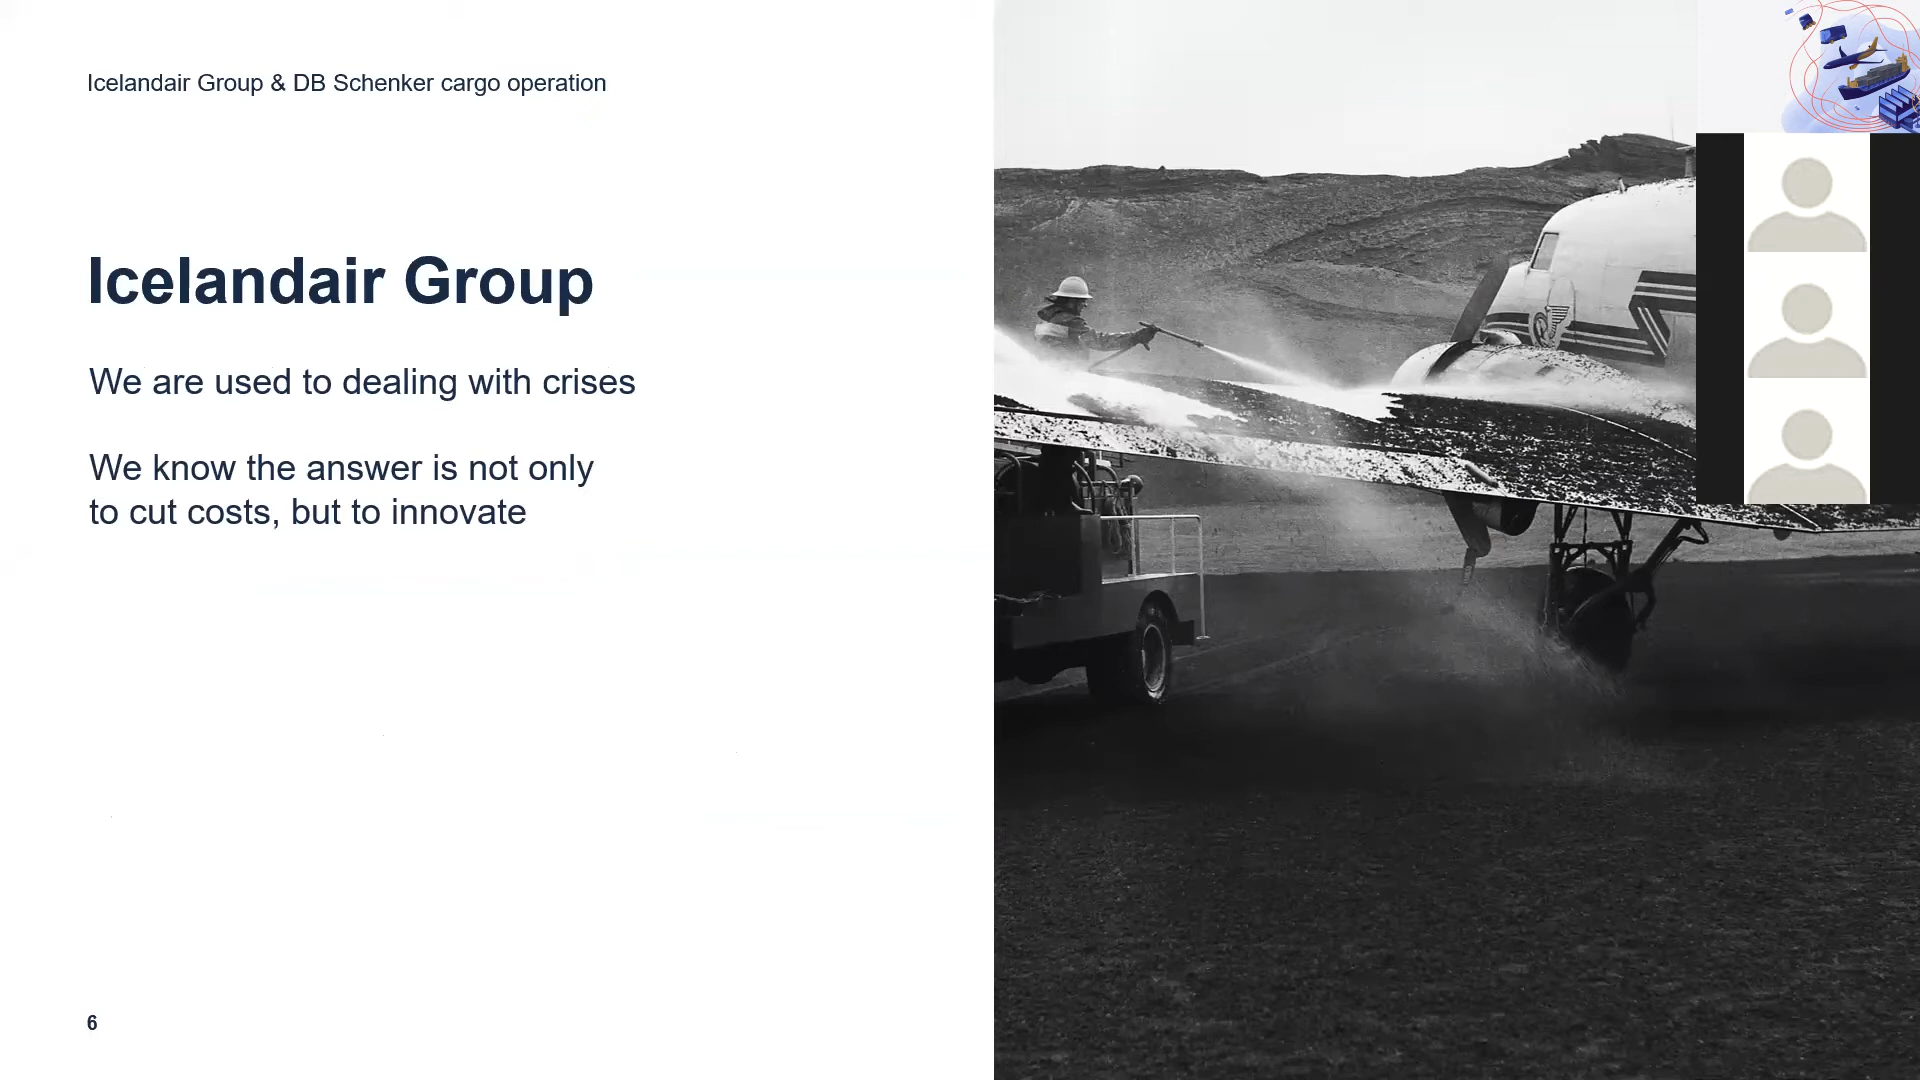 Icelandair Group & DB Schenker cargo operation
Icelandair Group
We are used to dealing with crises
We know the answer is not only
to cut costs, but to innovate
6